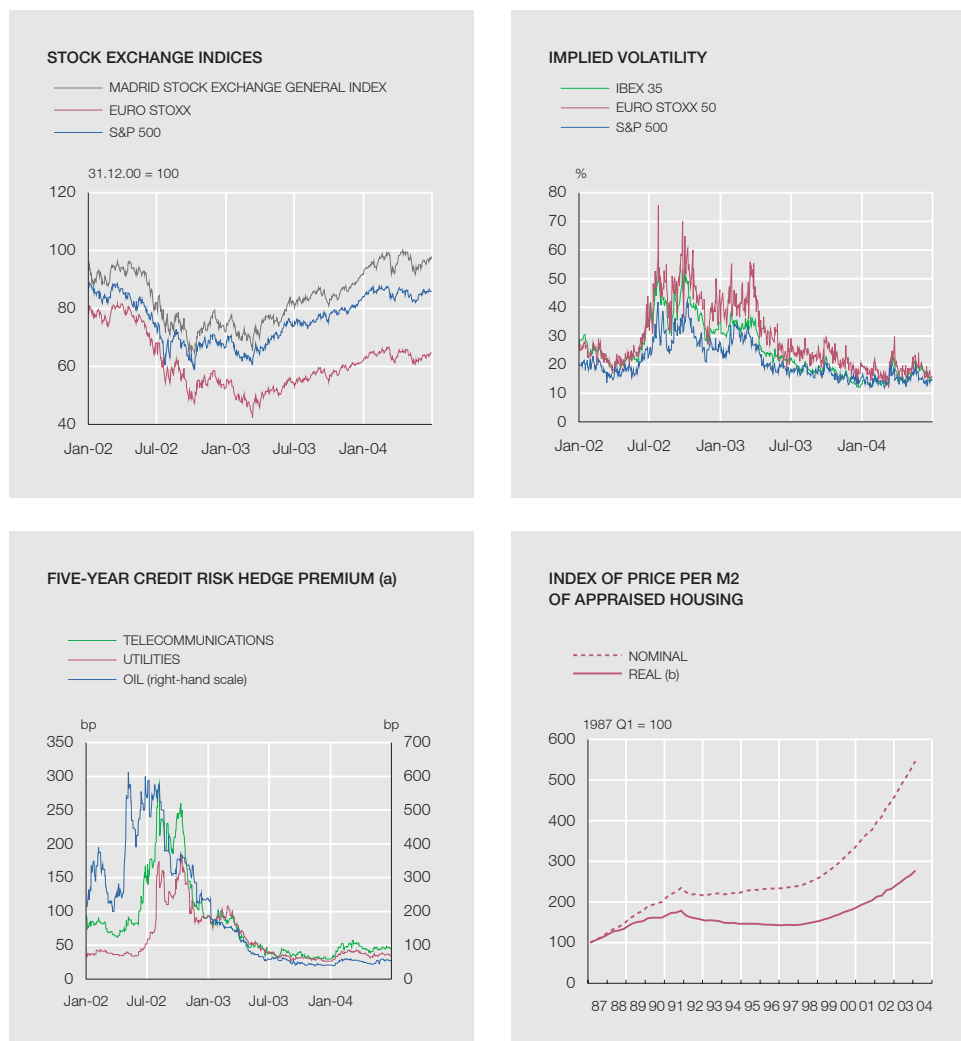 STOCK EXCHANGE INDICES
MADRID STOCK EXCHANGE GENERAL INDEX
EURO STOXX
S&P 500
31.12.00 = 100
120
100
80
60
40
Jan-02 Jul-02 Jan-03 Jul-03 Jan-04
IMPLIED VOLATILITY
IBEX 35
EURO STOXX 50
S&P 500
%
80
70
60
50
40
30
20
10
0
Jan-02 Jul-02 Jan-03 Jul-03 Jan-04
FIVE-YEAR CREDIT RISK HEDGE PREMIUM (a)
TELECOMMUNICATIONS
UTILITIES
OIL (right-hand scale)
bp bp
350 700
300 600
250 500
200 400
150 300
100 200
50 100
0 0
Jan-02 Jul-02 Jan-03 Jul-03 Jan-04
INDEX OF PRICE PER M2
OF APPRAISED HOUSING
NOMINAL
REAL (b)
1987 Q1 = 100
600
500
400
300
200
100
0
87 88 89 90 91 92 93 94 95 96 97 98 99 00 01 02 03 04